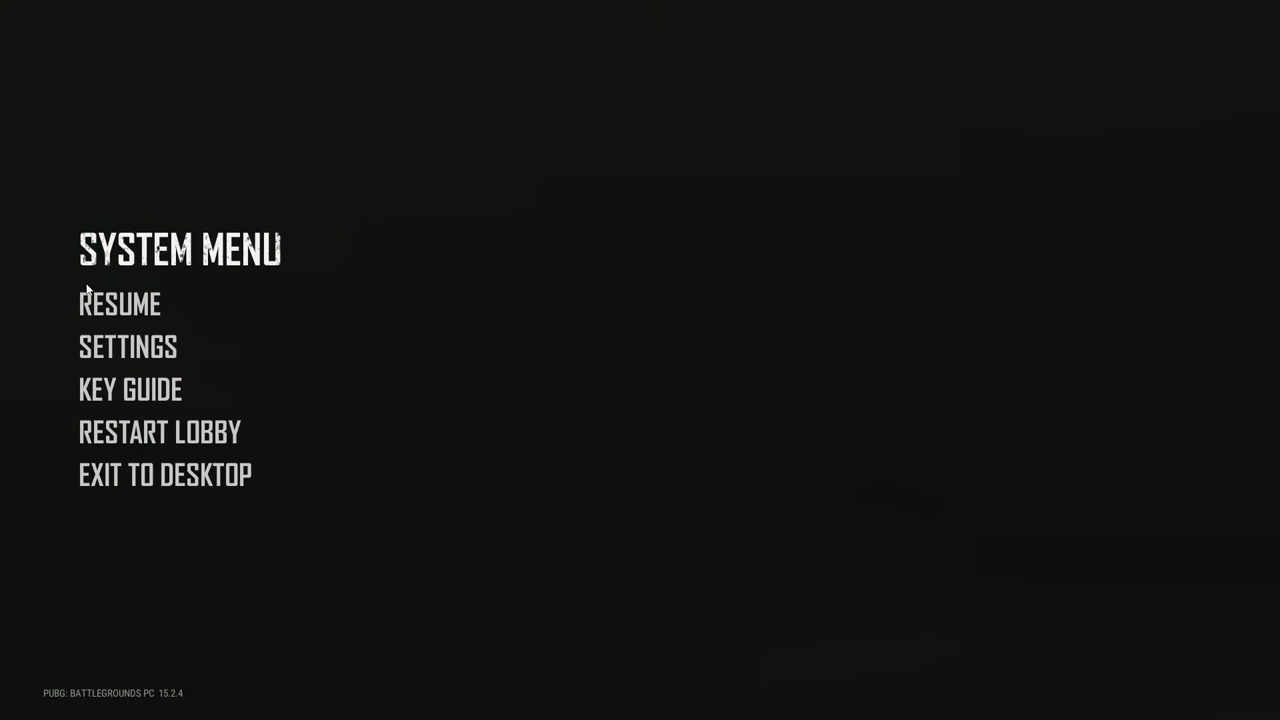 SYSTEM MENU
RESUME
SETTINGS
KEY GUIDE
RESTART LOBBY
EXIT TO DESKTOP
PUBG: BATTLEGROUNDS PC 15.2.4